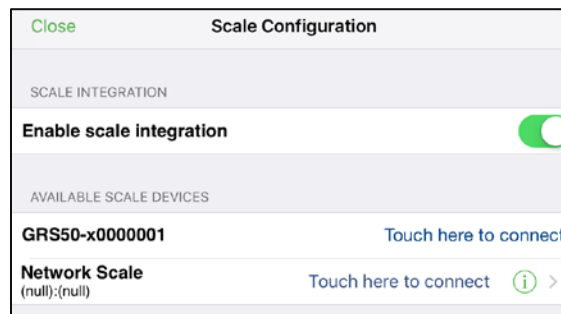 Close Scale Configuration
SCALE INTEGRATION
Enable scale integration
AVAILABLE SCALE DEVICES
GRS50-x0000001 Touch here to connect
Network Scale Touch here to connect
(null):(null)